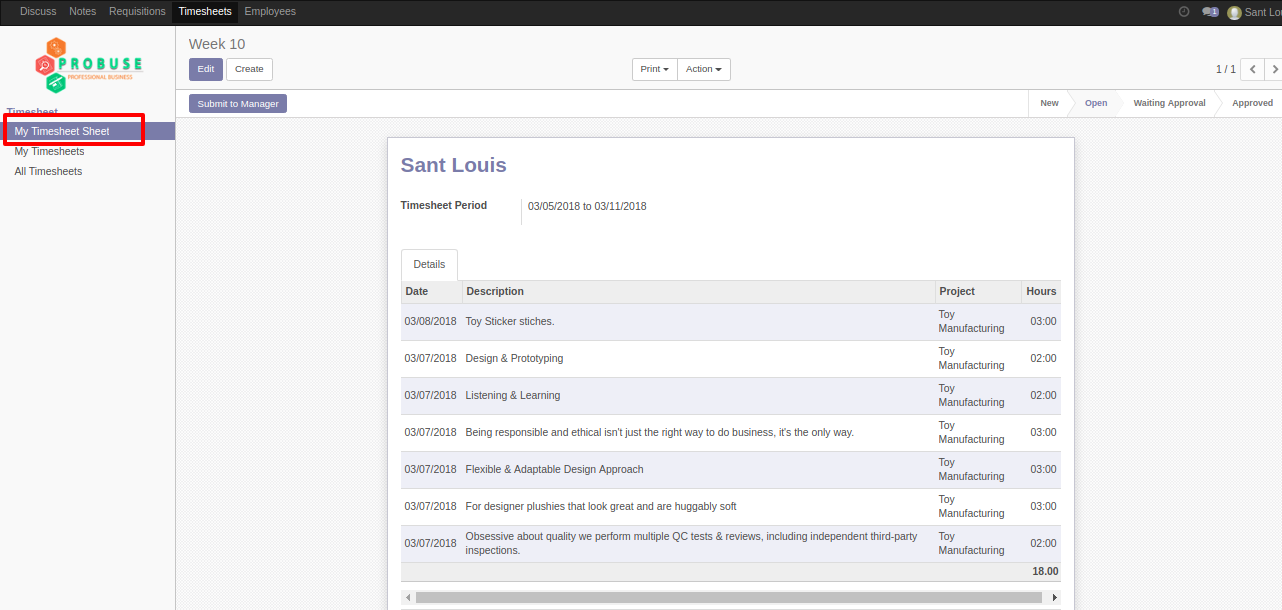 Discuss Notes Requisitions Timesheets Employees
1 Sant Lou
PROBUSE
PROFESSIONAL BUSINESS
Week 10
Edit Create
Print Action
1 / 1
Submit to Manager
New Open Waiting Approval Approved
Timesheet
My Timesheet Sheet
My Timesheets
All Timesheets
Sant Louis
Timesheet Period 03/05/2018 to 03/11/2018
Details
Date Description Project Hours
03/08/2018 Toy Sticker stiches. Toy Manufacturing 03:00
03/07/2018 Design & Prototyping Toy Manufacturing 02:00
03/07/2018 Listening & Learning Toy Manufacturing 02:00
03/07/2018 Being responsible and ethical isn't just the right way to do business, it's the only way. Toy Manufacturing 03:00
03/07/2018 Flexible & Adaptable Design Approach Toy Manufacturing 03:00
03/07/2018 For designer plushies that look great and are huggably soft Toy Manufacturing 03:00
03/07/2018 Obsessive about quality we perform multiple QC tests & reviews, including independent third-party
inspections. Toy Manufacturing 02:00
18.00